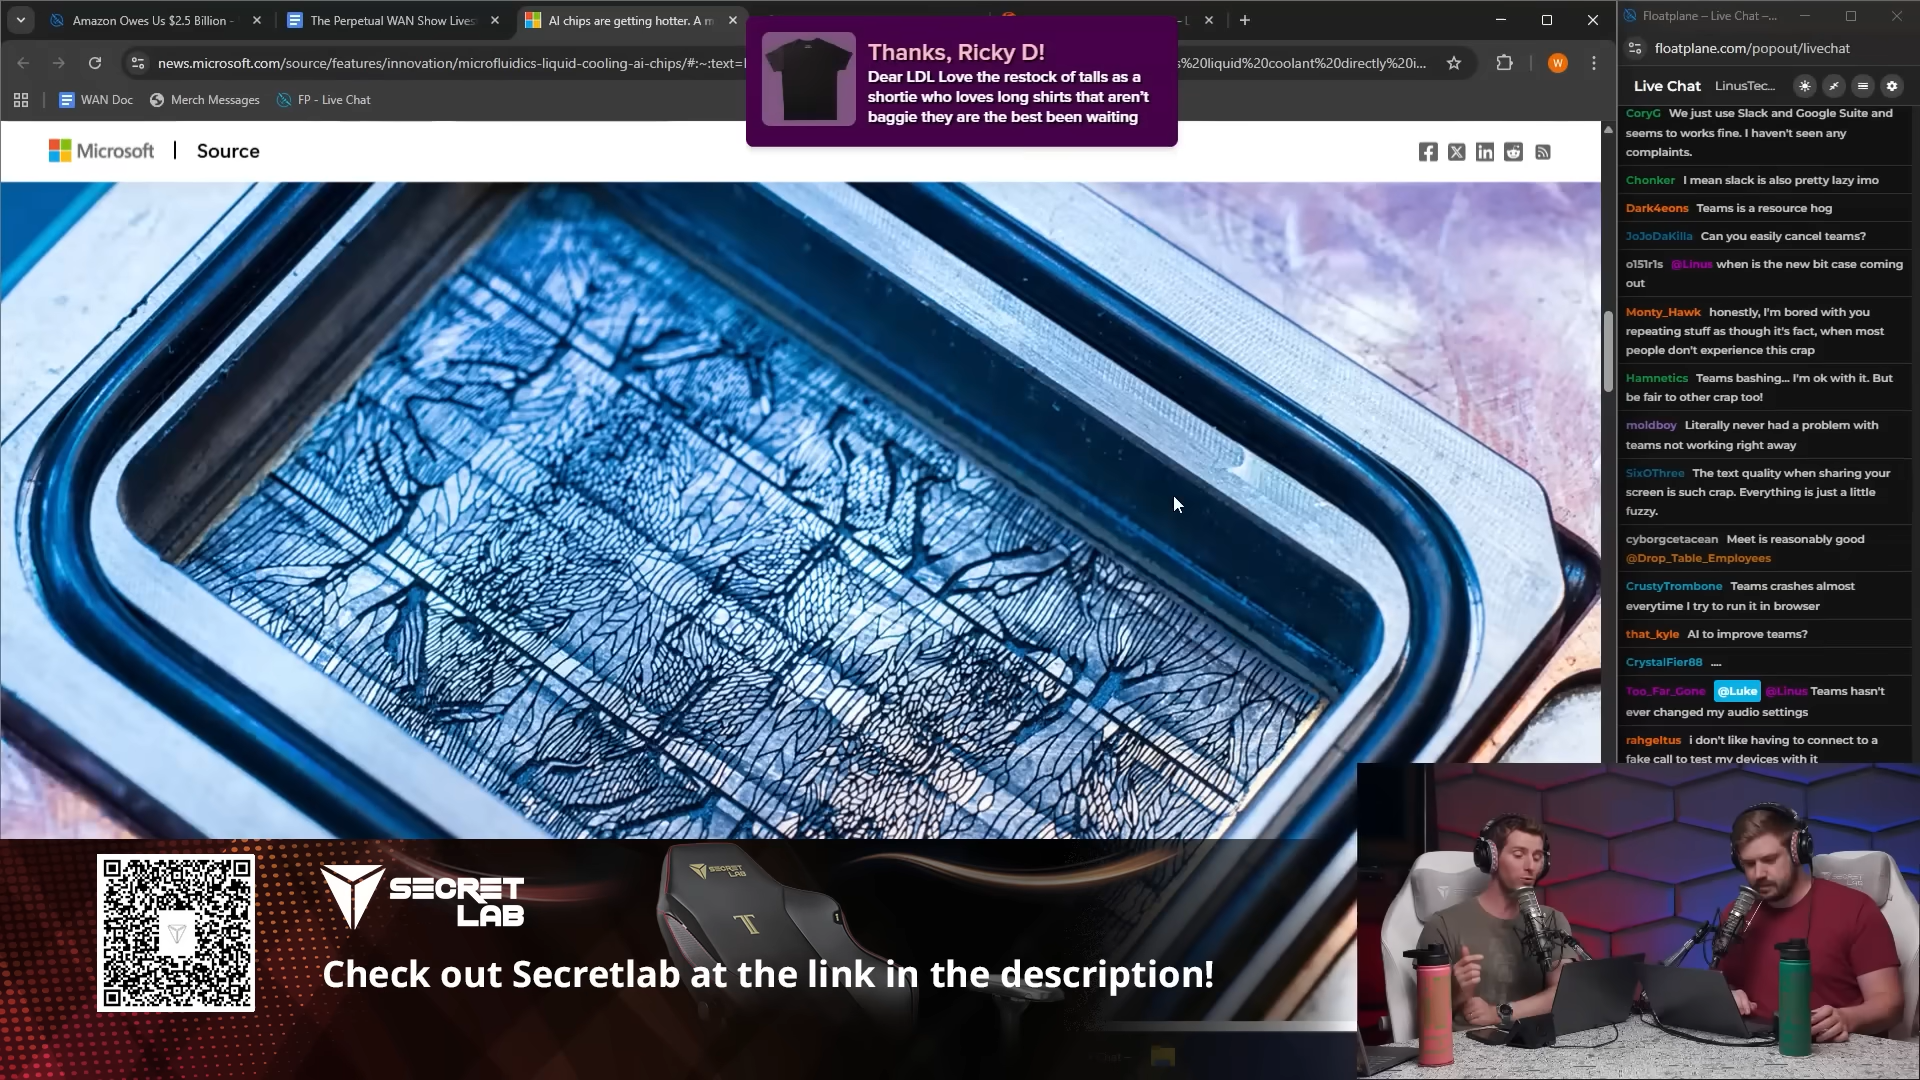 Amazon Owes Us $2.5 Billion -
The Perpetual WAN Show Lives
AI chips are getting hotter. A m
news.microsoft.com/source/features/innovation/microfluidics-liquid-cooling-ai-chips/#:~:text=
s%20liquid%20coolant%20directly%20i...
W
WAN Doc
Merch Messages
FP - Live Chat
Thanks, Ricky D!
Dear LDL Love the restock of talls as a
shortie who loves long shirts that aren't
baggie they are the best been waiting
Microsoft | Source
Floatplane – Live Chat –...
floatplane.com/popout/livechat
Live Chat LinusTec...
CoryG We just use Slack and Google Suite and
seems to works fine. I haven't seen any
complaints.
Chonker I mean slack is also pretty lazy imo
Dark4eons Teams is a resource hog
JoJoDaKilla Can you easily cancel teams?
o151r1s @Linus when is the new bit case coming
out
Monty_Hawk honestly, I'm bored with you
repeating stuff as though it's fact, when most
people don't experience this crap
Hamnetics Teams bashing... I'm ok with it. But
be fair to other crap too!
moldboy Literally never had a problem with
teams not working right away
SixOThree The text quality when sharing your
screen is such crap. Everything is just a little
fuzzy.
cyborgcetacean Meet is reasonably good
@Drop_Table_Employees
CrustyTrombone Teams crashes almost
everytime I try to run it in browser
that_kyle AI to improve teams?
CrystalFier88 ....
Too_Far_Gone @Luke @Linus Teams hasn't
ever changed my audio settings
rahgeltus i don't like having to connect to a
fake call to test my devices with it
SECRET
LAB
SECRET
LAB
Check out Secretlab at the link in the description!